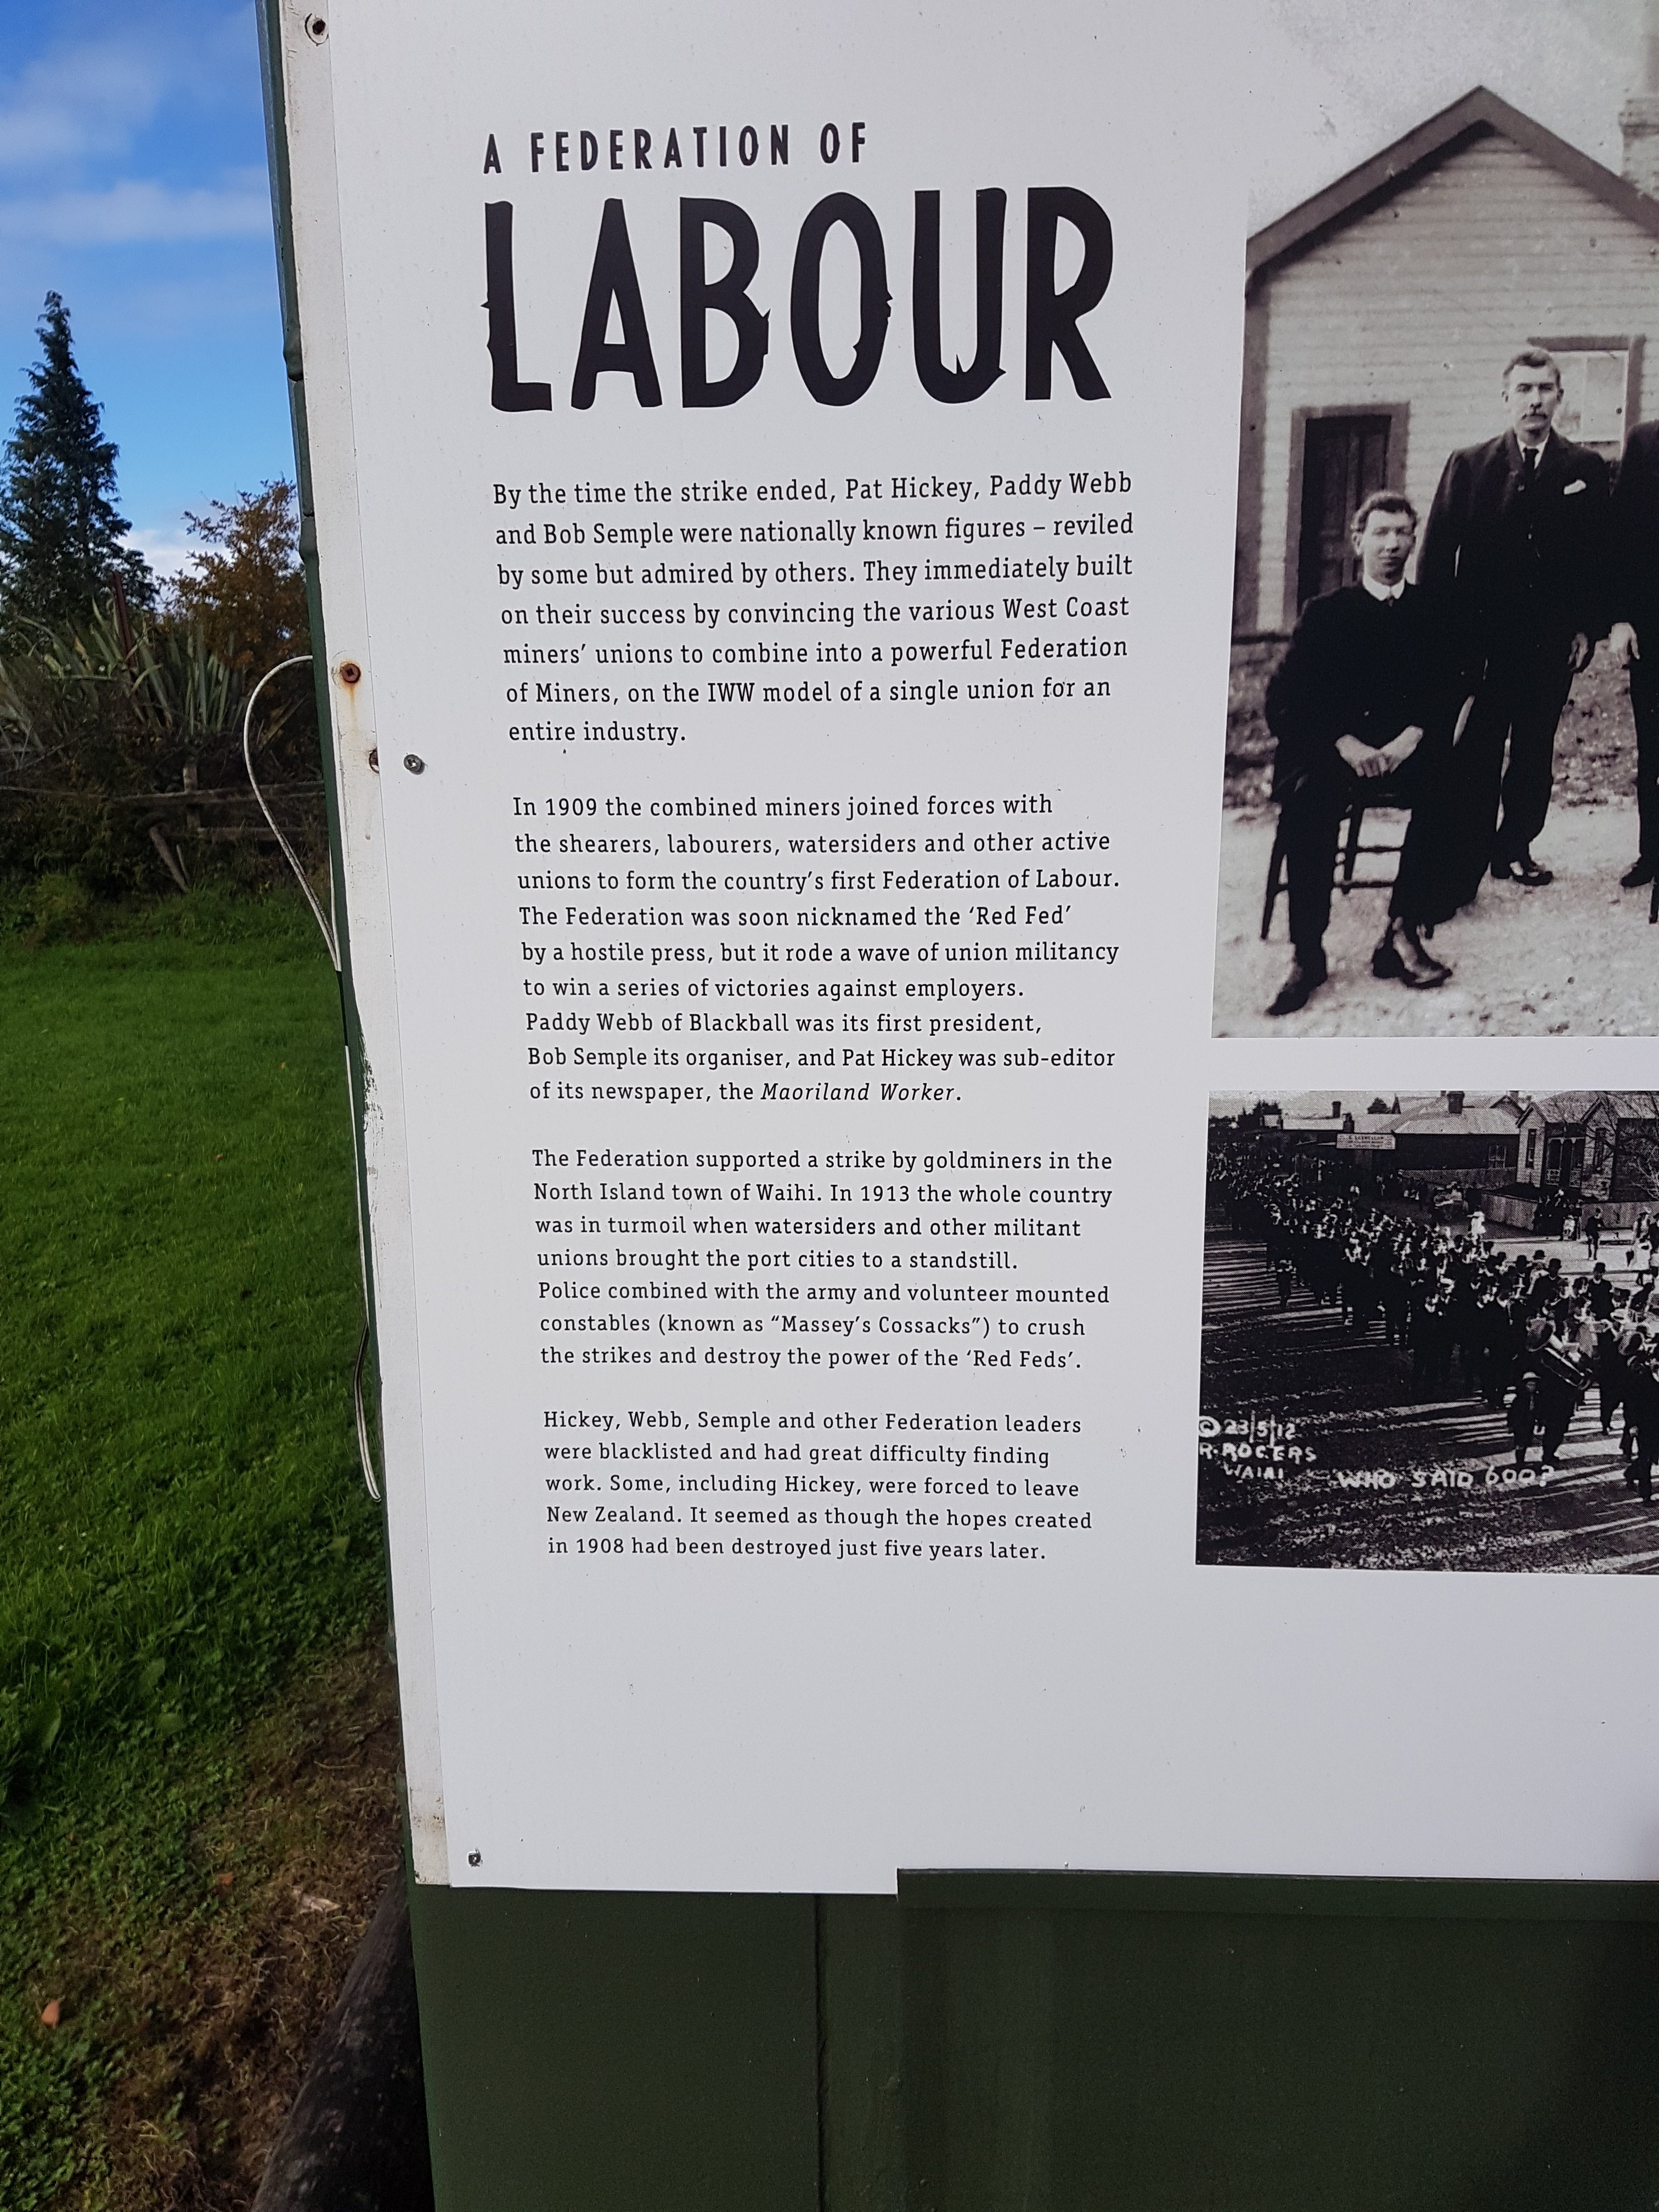 A FEDERATION OF
LABOUR
By the time the strike ended, Pat Hickey, Paddy Webb
and Bob Semple were nationally known figures – reviled
by some but admired by others. They immediately built
on their success by convincing the various West Coast
miners’ unions to combine into a powerful Federation
of Miners, on the IWW model of a single union for an
entire industry.
In 1909 the combined miners joined forces with
the shearers, labourers, watersiders and other active
unions to form the country’s first Federation of Labour.
The Federation was soon nicknamed the ‘Red Fed’
by a hostile press, but it rode a wave of union militancy
to win a series of victories against employers.
Paddy Webb of Blackball was its first president,
Bob Semple its organiser, and Pat Hickey was sub-editor
of its newspaper, the Maoriland Worker.
The Federation supported a strike by goldminers in the
North Island town of Waihi. In 1913 the whole country
was in turmoil when watersiders and other militant
unions brought the port cities to a standstill.
Police combined with the army and volunteer mounted
constables (known as “Massey’s Cossacks”) to crush
the strikes and destroy the power of the ‘Red Feds’.
Hickey, Webb, Semple and other Federation leaders
were blacklisted and had great difficulty finding
work. Some, including Hickey, were forced to leave
New Zealand. It seemed as though the hopes created
in 1908 had been destroyed just five years later.
© 23/5/12
R. ROGERS
WAIHI
WHO SAID 600?